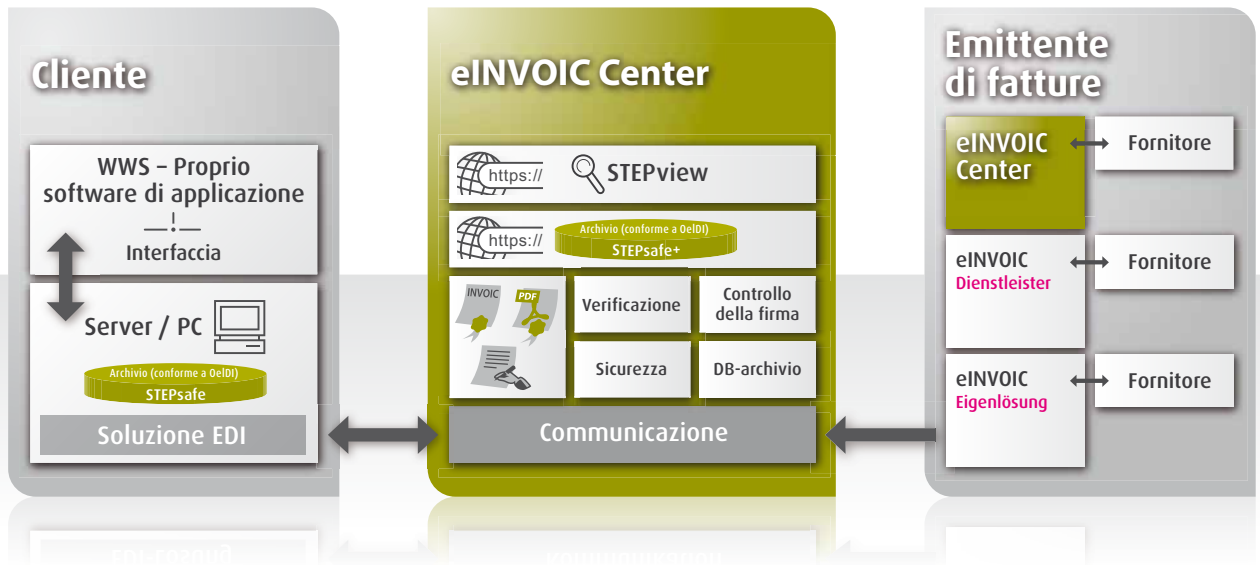 Cliente
WWS – Proprio
software di applicazione
Interfaccia
Server / PC
Archivio (conforme a OelDI)
STEPsafe
Soluzione EDI
eINVOIC Center
https://
STEPview
https://
Archivio (conforme a OelDI)
STEPsafe+
INVOIC
PDF
Verificazione
Controllo
della firma
Sicurezza
DB-archivio
Communicazione
Emittente
di fatture
eINVOIC
Center
Fornitore
eINVOIC
Dienstleister
Fornitore
eINVOIC
Eigenlösung
Fornitore